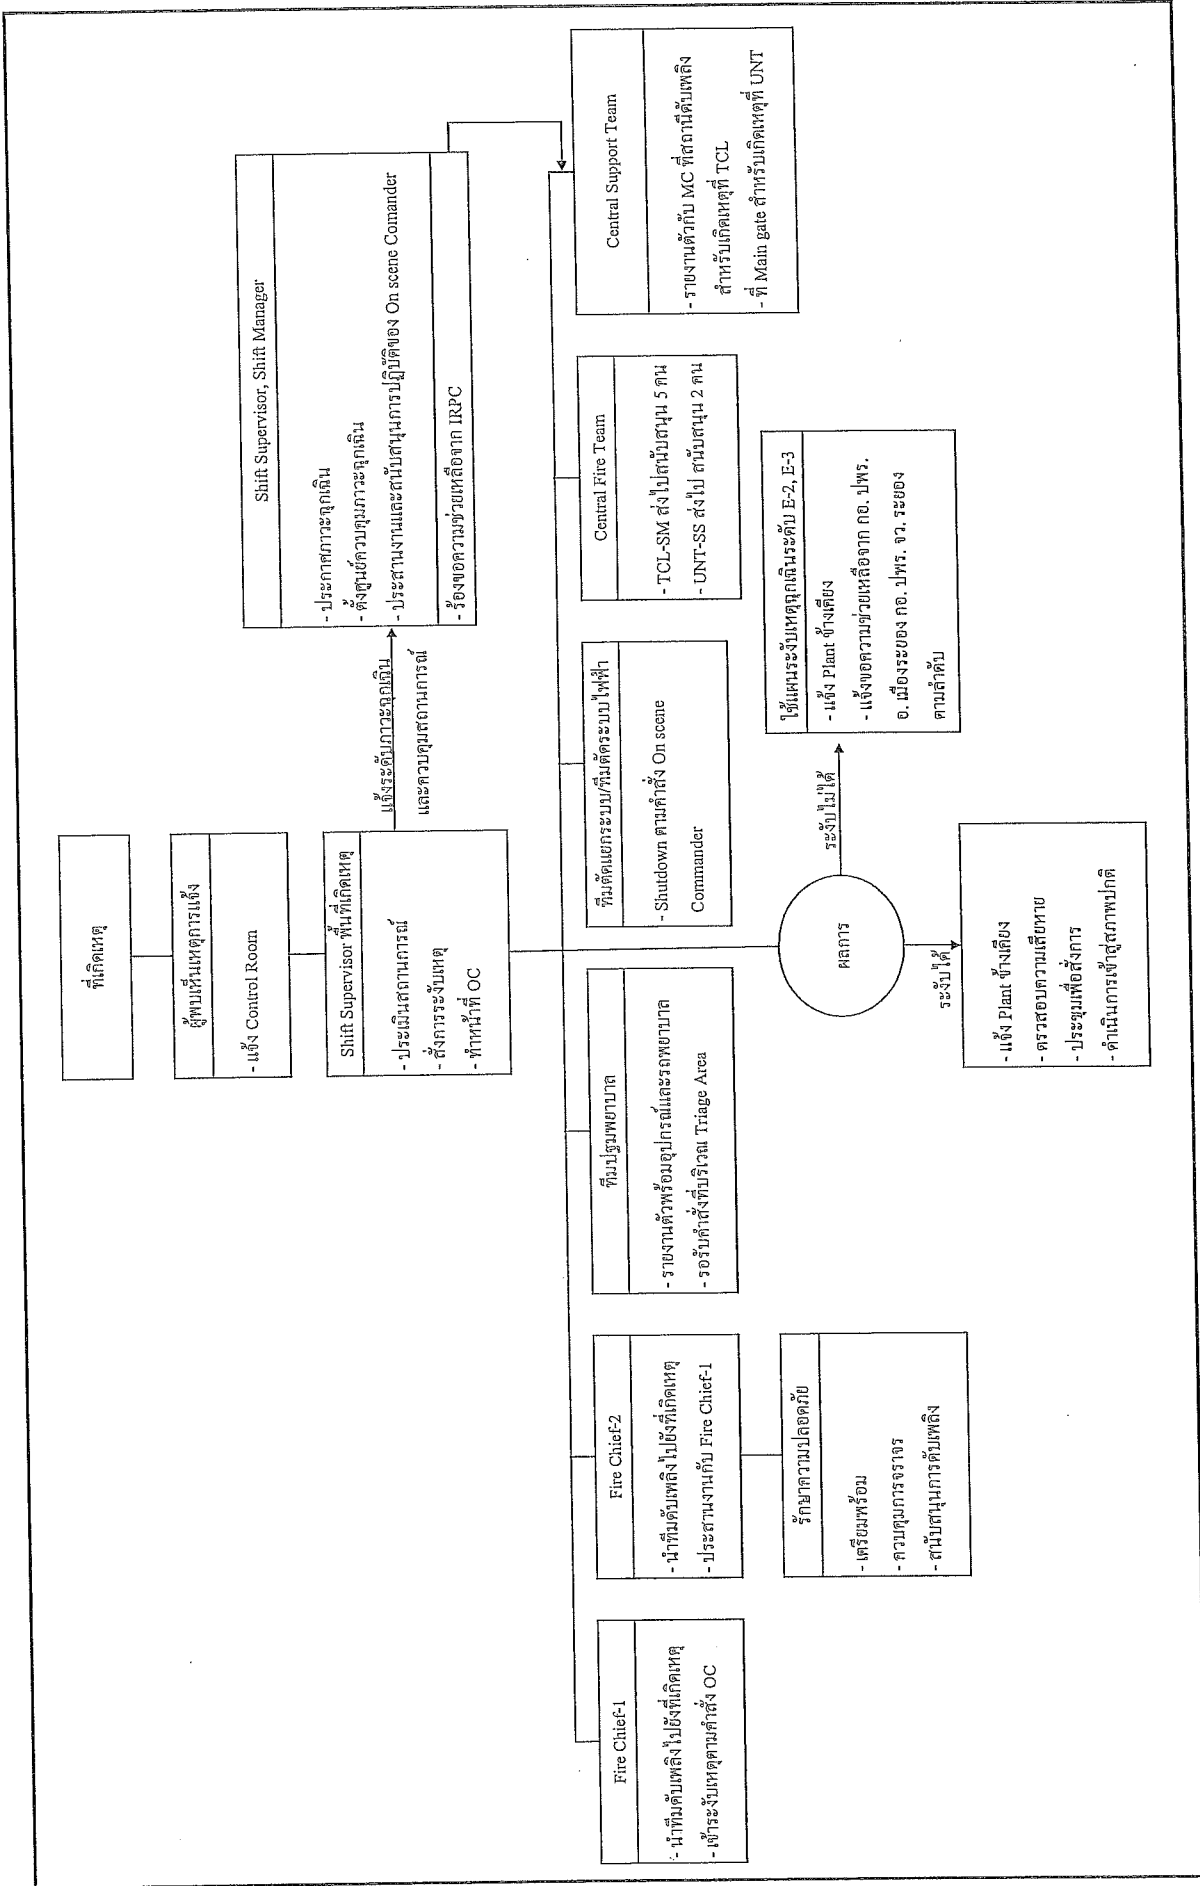 ที่เกิดเหตุ
ผู้พบเห็นเหตุการแจ้ง
- แจ้ง Control Room
Shift Supervisor พื้นที่เกิดเหตุ
- ประเมินสถานการณ์
- สั่งการระงับเหตุ
- ทำหน้าที่ OC
แจ้งระดับภาวะฉุกเฉิน
และควบคุมสถานการณ์
Shift Supervisor, Shift Manager
- ประกาศภาวะฉุกเฉิน
- ตั้งศูนย์ควบคุมภาวะฉุกเฉิน
- ประสานงานและสนับสนุนการปฏิบัติของ On scene Comander
- ร้องขอความช่วยเหลือจาก IRPC
Fire Chief-1
- นำทีมดับเพลิงไปยังที่เกิดเหตุ
- เข้าระงับเหตุตามคำสั่ง OC
Fire Chief-2
- นำทีมดับเพลิงไปยังที่เกิดเหตุ
- ประสานงานกับ Fire Chief-1
รักษาความปลอดภัย
- เตรียมพร้อม
- ควบคุมการจราจร
- สนับสนุนการดับเพลิง
ทีมปฐมพยาบาล
- รายงานตัวพร้อมอุปกรณ์และรถพยาบาล
- รอรับคำสั่งที่บริเวณ Triage Area
ทีมตัดแยกระบบ/ทีมตัดระบบไฟฟ้า
- Shutdown ตามคำสั่ง On scene
Commander
Central Fire Team
- TCL-SM ส่งไปสนับสนุน 5 คน
- UNT-SS ส่งไป สนับสนุน 2 คน
Central Support Team
- รายงานตัวกับ MC ที่สถานีดับเพลิง
สำหรับเกิดเหตุที่ TCL
- ที่ Main gate สำหรับเกิดเหตุที่ UNT
ผลการ
ระงับไม่ได้
ใช้แผนระงับเหตุฉุกเฉินระดับ E-2, E-3
- แจ้ง Plant ข้างเคียง
- แจ้งขอความช่วยเหลือจาก กอ. ปพร.
อ. เมืองระยอง กอ. ปพร. จว. ระยอง
ตามลำดับ
ระงับได้
- แจ้ง Plant ข้างเคียง
- ตรวสอบความเสียหาย
- ประชุมเพื่อสั่งการ
- ดำเนินการเข้าสู่สภาพปกติ